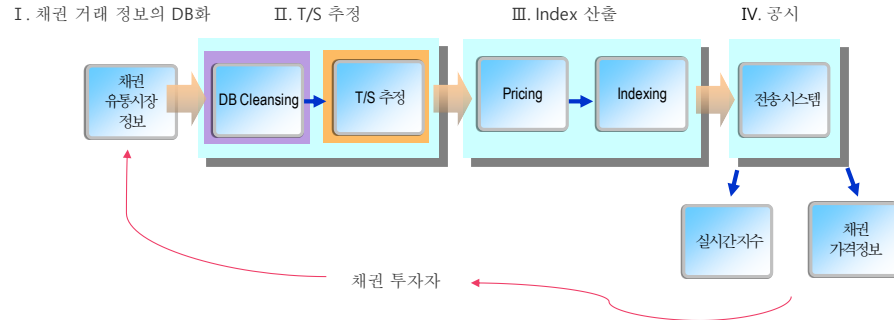 Ⅰ. 채권 거래 정보의 DB화
Ⅱ. T/S 추정
Ⅲ. Index 산출
Ⅳ. 공시
채권
유통시장
정보
DB Cleansing
T/S 추정
Pricing
Indexing
전송시스템
실시간지수
채권
가격정보
채권 투자자